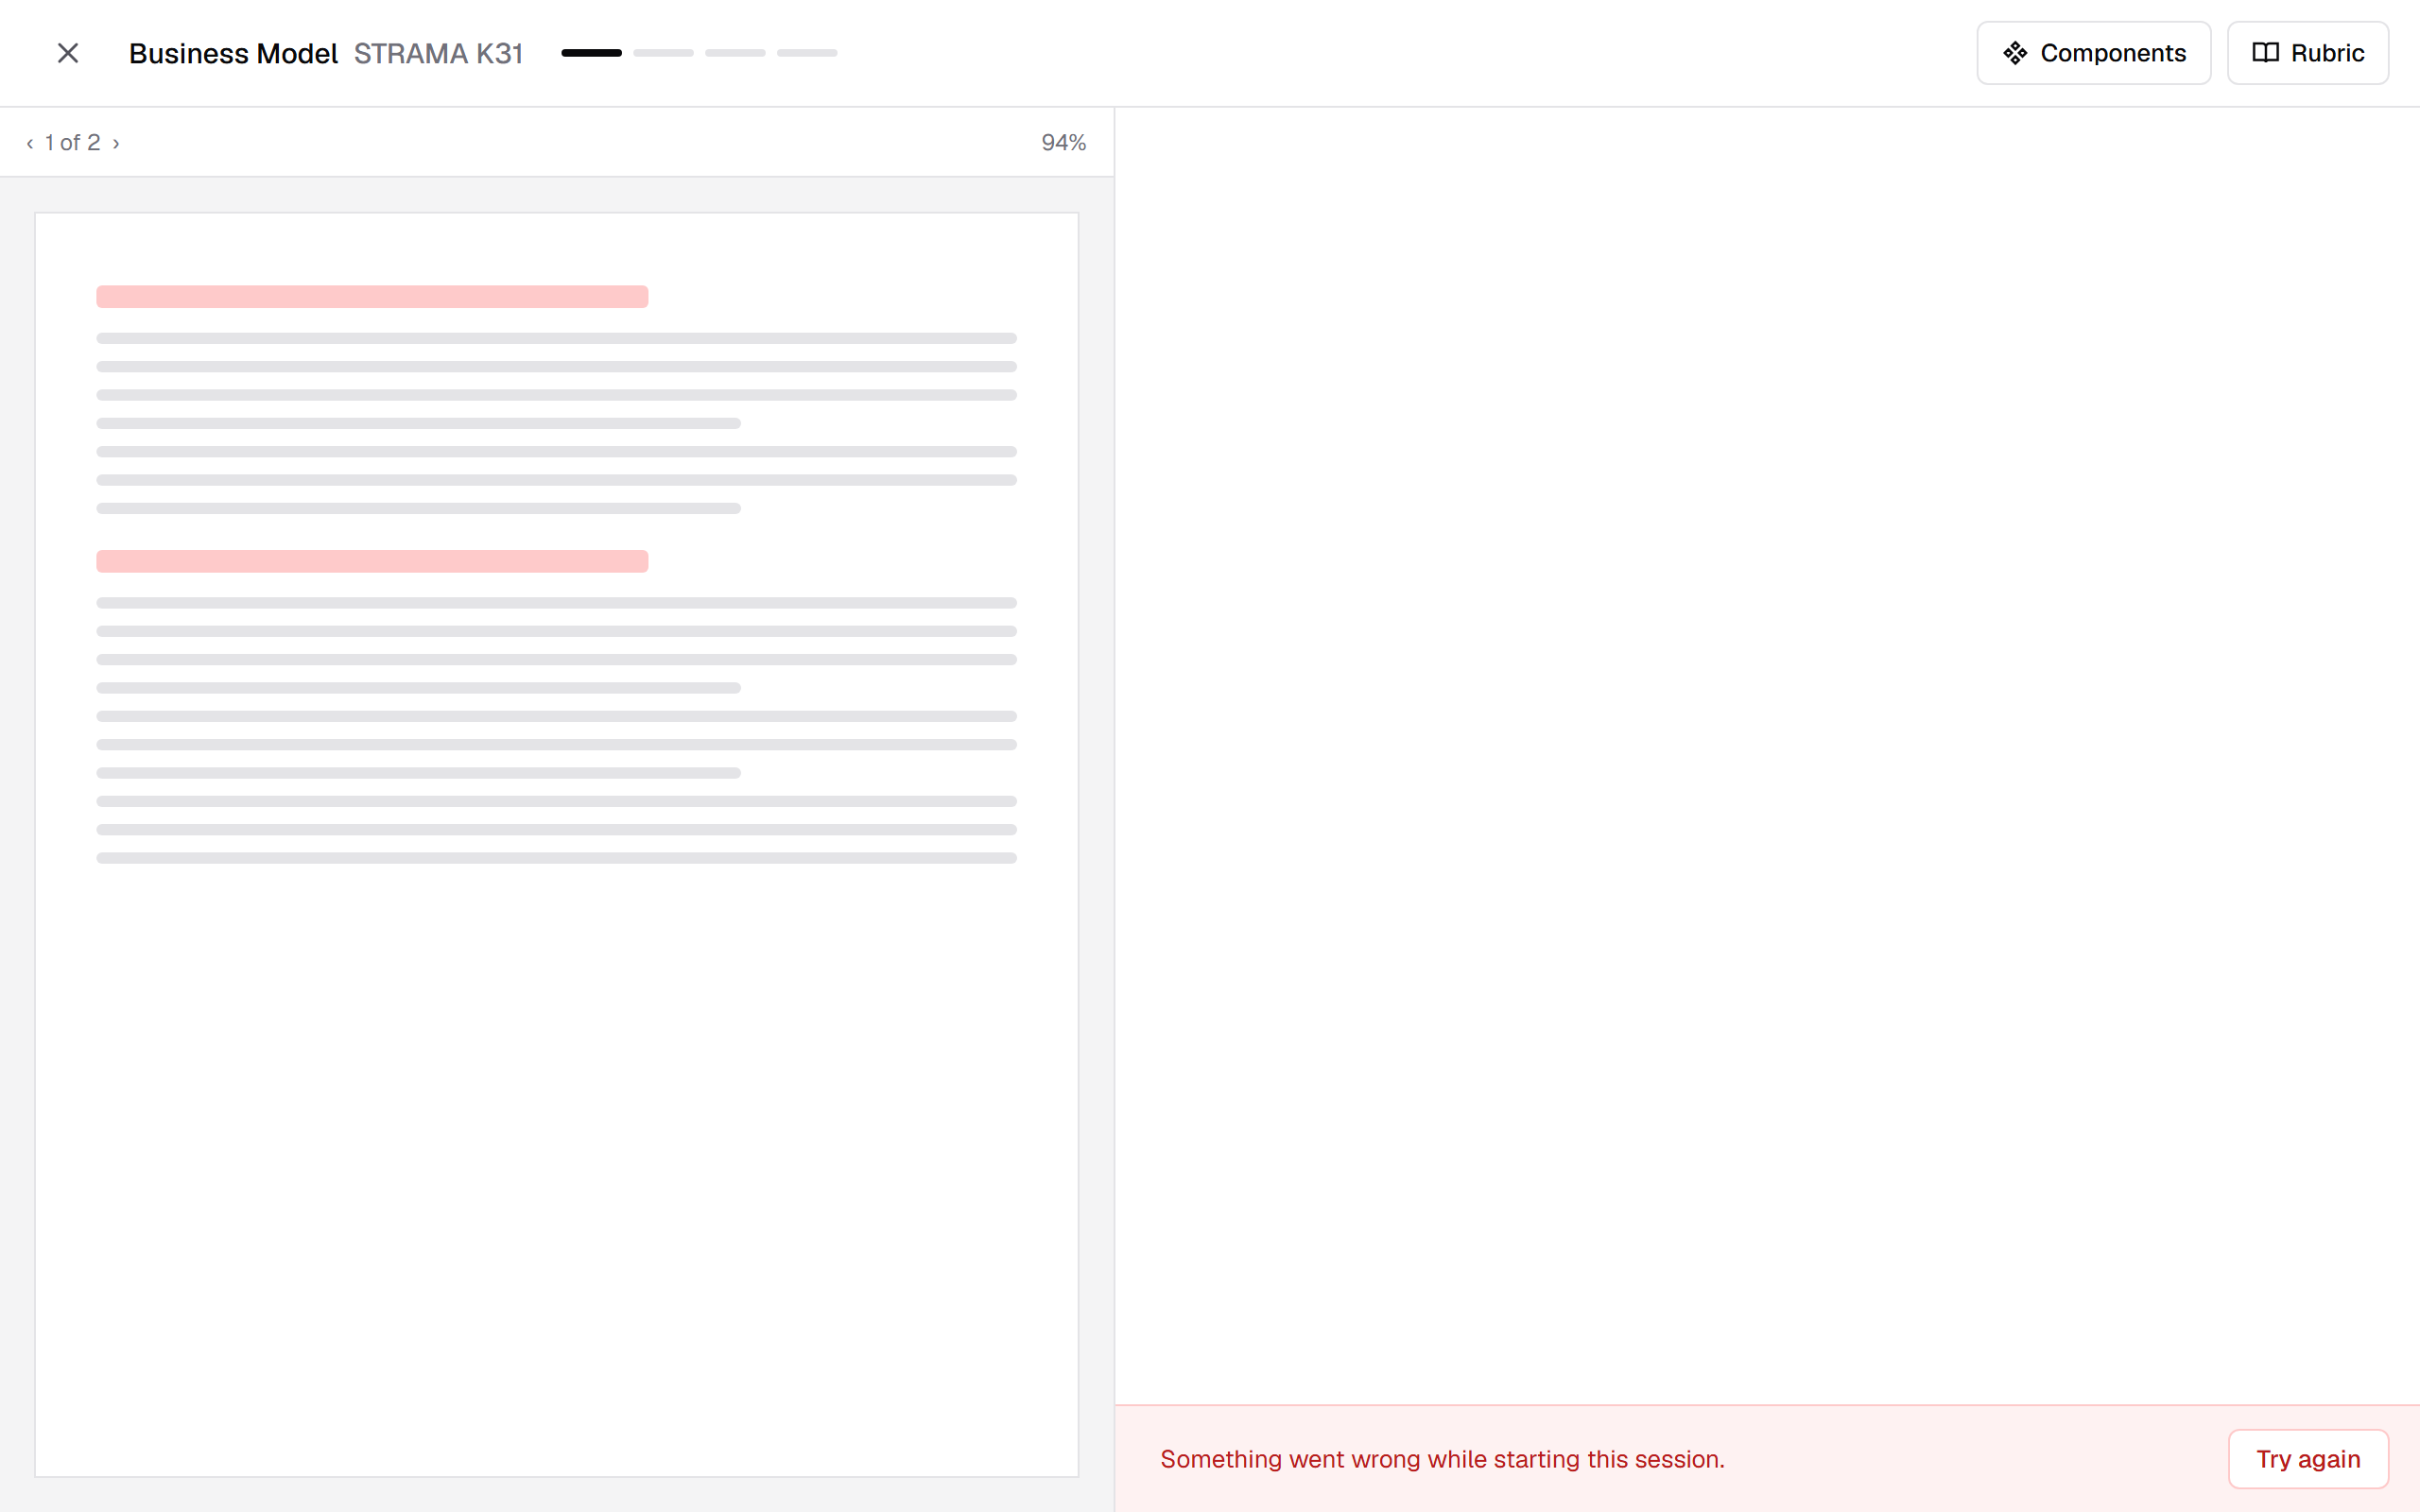 Business Model STRAMA K31
Components
Rubric
‹ 1 of 2 ›
94%
Something went wrong while starting this session.
Try again